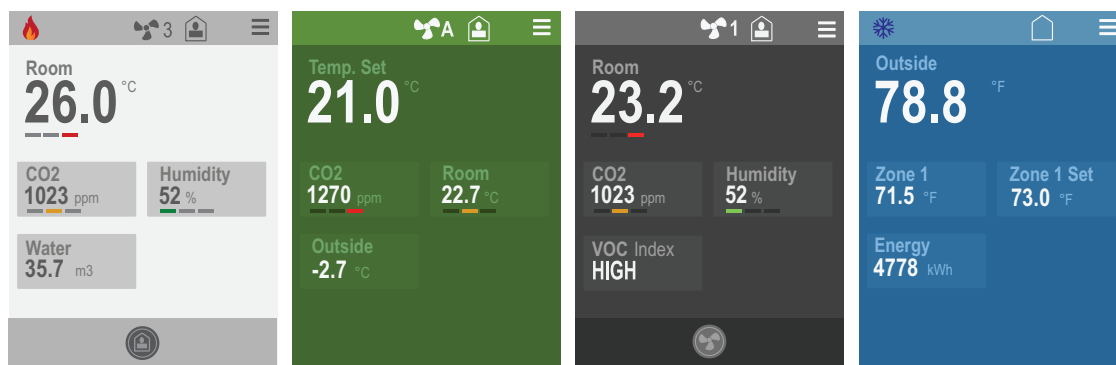 3
Room
26.0 °C
CO2
1023 ppm
Humidity
52 %
Water
35.7 m3
A
Temp. Set
21.0 °C
CO2
1270 ppm
Room
22.7 °C
Outside
-2.7 °C
1
Room
23.2 °C
CO2
1023 ppm
Humidity
52 %
VOC Index
HIGH
Outside
78.8 °F
Zone 1
71.5 °F
Zone 1 Set
73.0 °F
Energy
4778 kWh